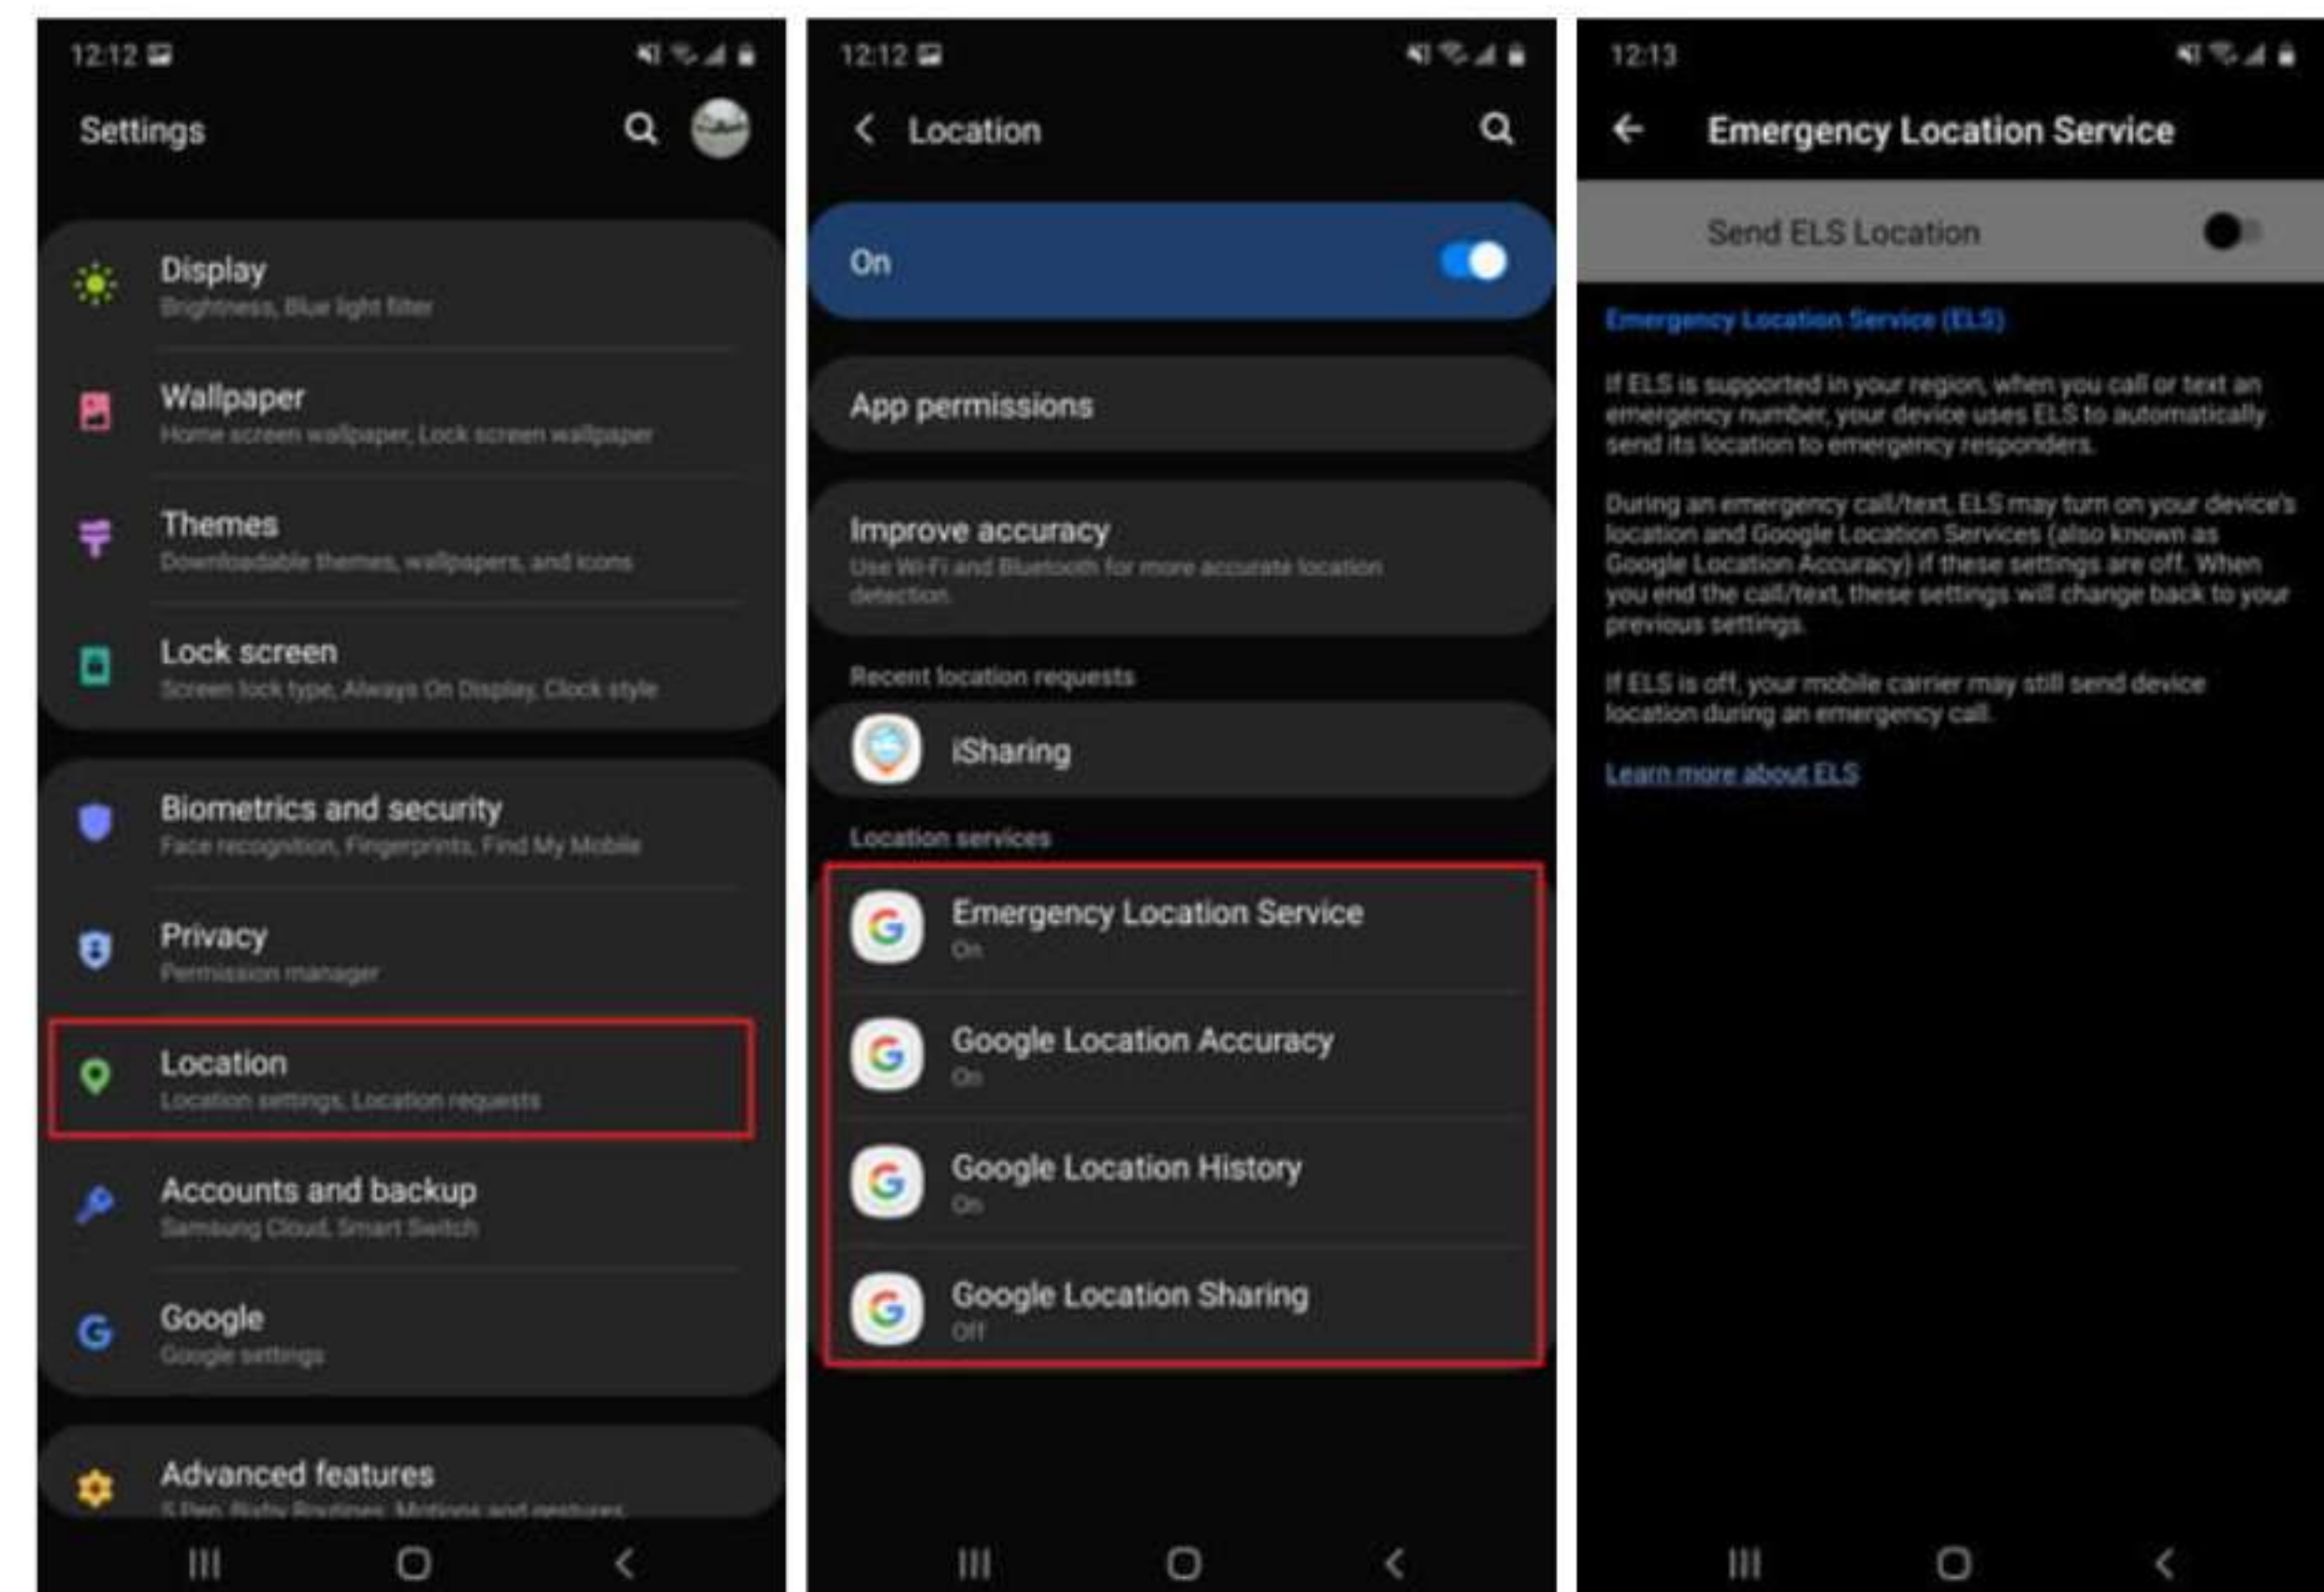 12:12
Settings
Display
Brightness, Blue light filter
Wallpaper
Home screen wallpaper, Lock screen wallpaper
Themes
Downloadable themes, wallpapers, and icons
Lock screen
Screen lock type, Always On Display, Clock style
Biometrics and security
Face recognition, Fingerprints, Find My Mobile
Privacy
Permission manager
Location
Location settings, Location requests
Accounts and backup
Samsung Cloud, Smart Switch
Google
Google settings
Advanced features
S Pen, Bixby Routines, Motions and gestures,
12:12
Location
On
App permissions
Improve accuracy
Use Wi-Fi and Bluetooth for more accurate location
detection.
Recent location requests
iSharing
Location services
Emergency Location Service
On
Google Location Accuracy
On
Google Location History
On
Google Location Sharing
Off
12:13
Emergency Location Service
Send ELS Location
Emergency Location Service (ELS)
If ELS is supported in your region, when you call or text an
emergency number, your device uses ELS to automatically
send its location to emergency responders.
During an emergency call/text, ELS may turn on your device's
location and Google Location Services (also known as
Google Location Accuracy) if these settings are off. When
you end the call/text, these settings will change back to your
previous settings.
If ELS is off, your mobile carrier may still send device
location during an emergency call.
Learn more about ELS